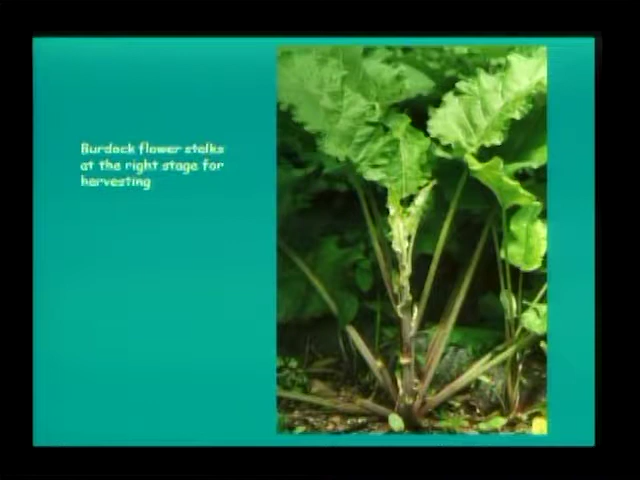 Burdock flower stalks
at the right stage for
harvesting